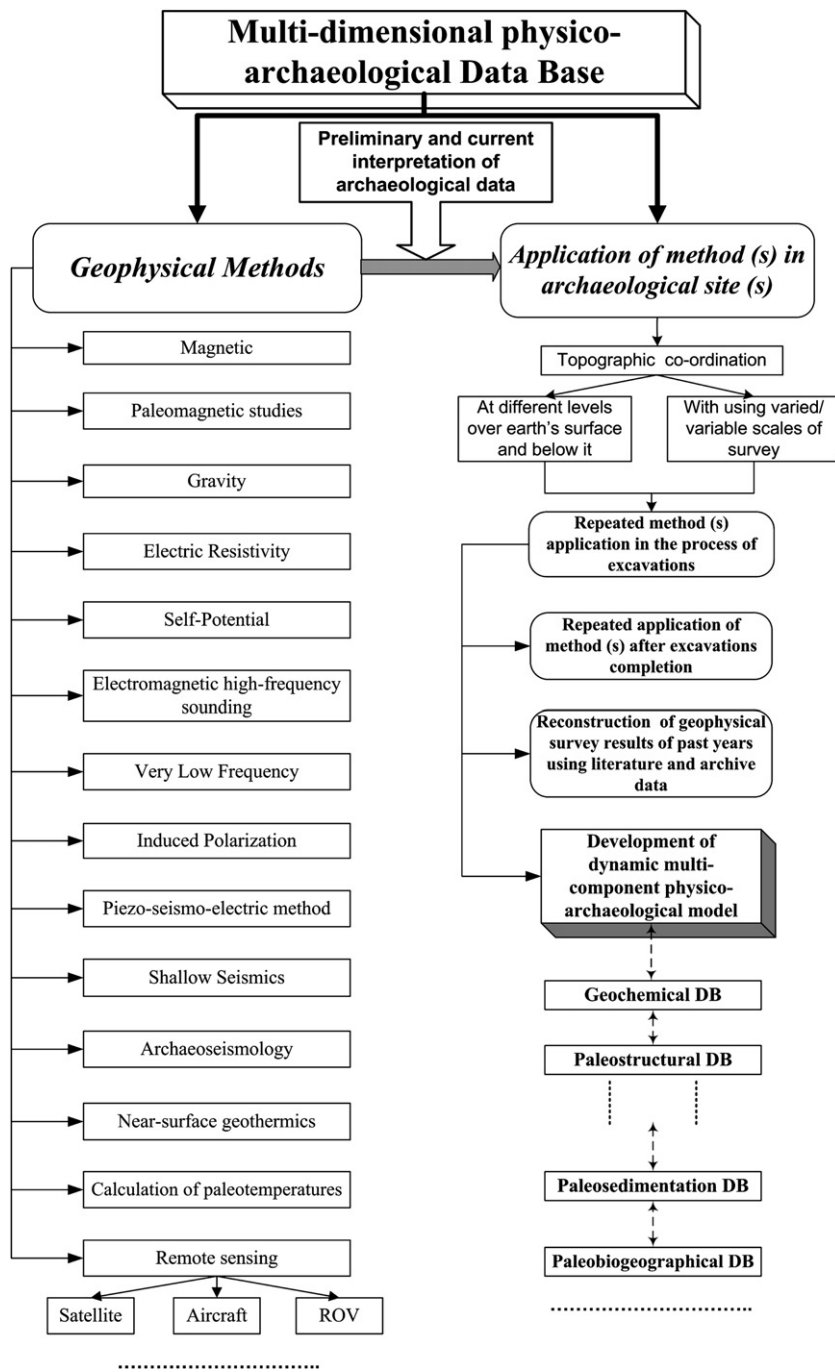 Multi-dimensional physico-
archaeological Data Base
Preliminary and current
interpretation of
archaeological data
Geophysical Methods
Application of method (s) in
archaeological site (s)
Magnetic
Paleomagnetic studies
Gravity
Electric Resistivity
Self-Potential
Electromagnetic high-frequency
sounding
Very Low Frequency
Induced Polarization
Piezo-seismo-electric method
Shallow Seismics
Archaeoseismology
Near-surface geothermics
Calculation of paleotemperatures
Remote sensing
Satellite
Aircraft
ROV
Topographic co-ordination
At different levels
over earth's surface
and below it
With using varied/
variable scales of
survey
Repeated method (s)
application in the process of
excavations
Repeated application of
method (s) after excavations
completion
Reconstruction of geophysical
survey results of past years
using literature and archive
data
Development of
dynamic multi-
component physico-
archaeological model
Geochemical DB
Paleostructural DB
Paleosedimentation DB
Paleobiogeographical DB